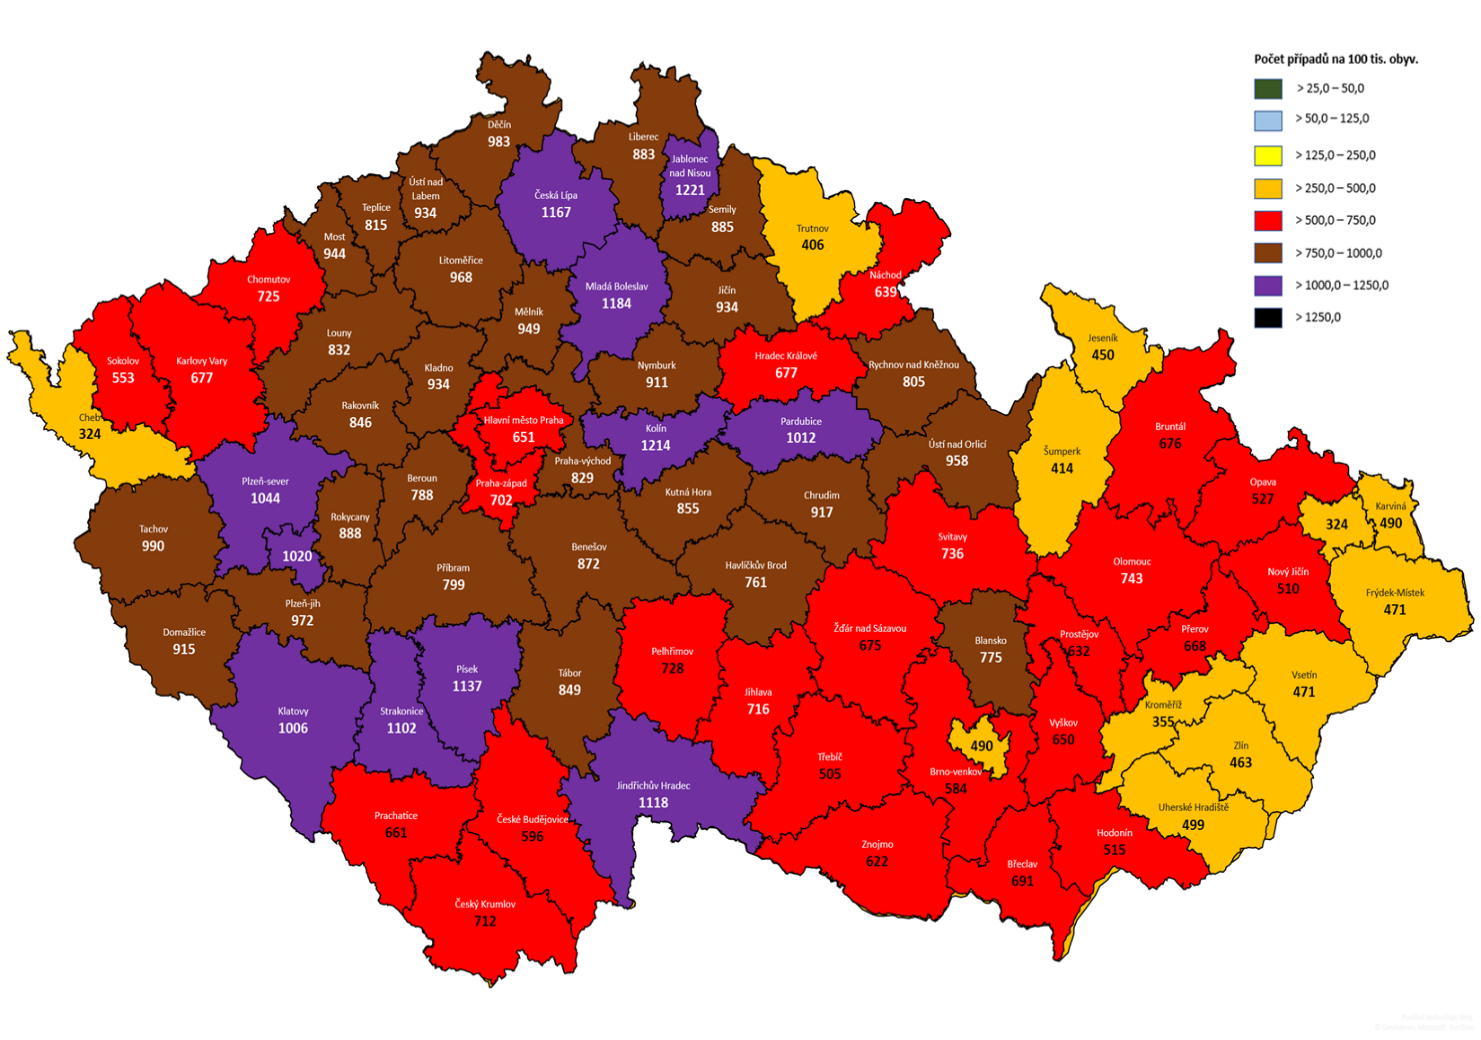 Počet případů na 100 tis. obyv.
> 25,0 – 50,0
> 50,0 – 125,0
> 125,0 – 250,0
> 250,0 – 500,0
> 500,0 – 750,0
> 750,0 – 1000,0
> 1000,0 – 1250,0
> 1250,0
Děčín
983
Liberec
883
Jablonec
nad Nisou
1221
Ústí nad
Labem
934
Česká Lípa
1167
Teplice
815
Semily
885
Trutnov
406
Most
944
Litoměřice
968
Chomutov
725
Náchod
639
Mladá Boleslav
1184
Jičín
934
Mělník
949
Louny
832
Jeseník
450
Sokolov
553
Karlovy Vary
677
Kladno
934
Nymburk
911
Hradec Králové
677
Rychnov nad Kněžnou
805
Rakovník
846
Cheb
324
Hlavní město Praha
651
Kolín
1214
Pardubice
1012
Bruntál
676
Ústí nad Orlicí
958
Šumperk
414
Praha-východ
829
Plzeň-sever
1044
Beroun
788
Praha-západ
702
Kutná Hora
855
Chrudim
917
Opava
527
Karviná
490
324
Rokycany
888
Tachov
990
Svitavy
736
1020
Benešov
872
Havlíčkův Brod
761
Olomouc
743
Nový Jičín
510
Příbram
799
Frýdek-Místek
471
Plzeň-jih
972
Domažlice
915
Žďár nad Sázavou
675
Blansko
775
Prostějov
632
Přerov
668
Pelhřimov
728
Písek
1137
Tábor
849
Jihlava
716
Vsetín
471
Klatovy
1006
Strakonice
1102
Kroměříž
355
Vyškov
650
490
Zlín
463
Třebíč
505
Brno-venkov
584
Jindřichův Hradec
1118
Prachatice
661
České Budějovice
596
Uherské Hradiště
499
Hodonín
515
Znojmo
622
Břeclav
691
Český Krumlov
712